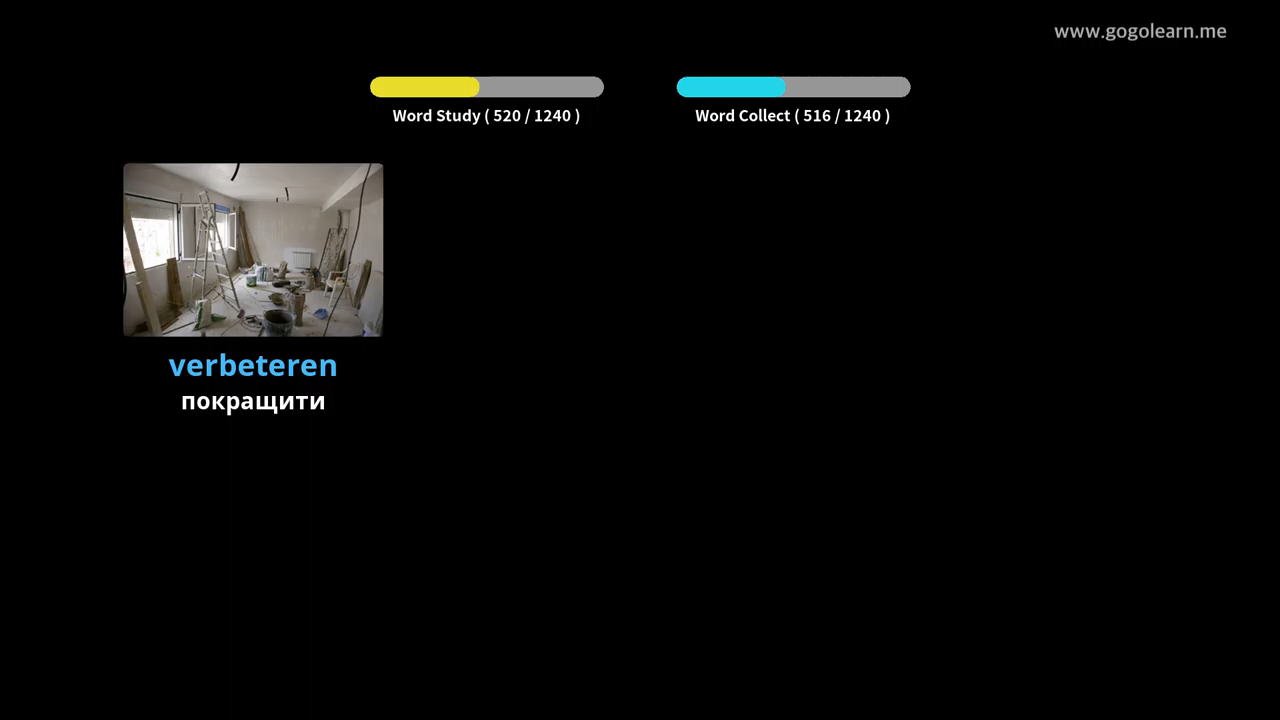 www.gogolearn.me
Word Study ( 520 / 1240 )
Word Collect ( 516 / 1240 )
verbeteren
покращити